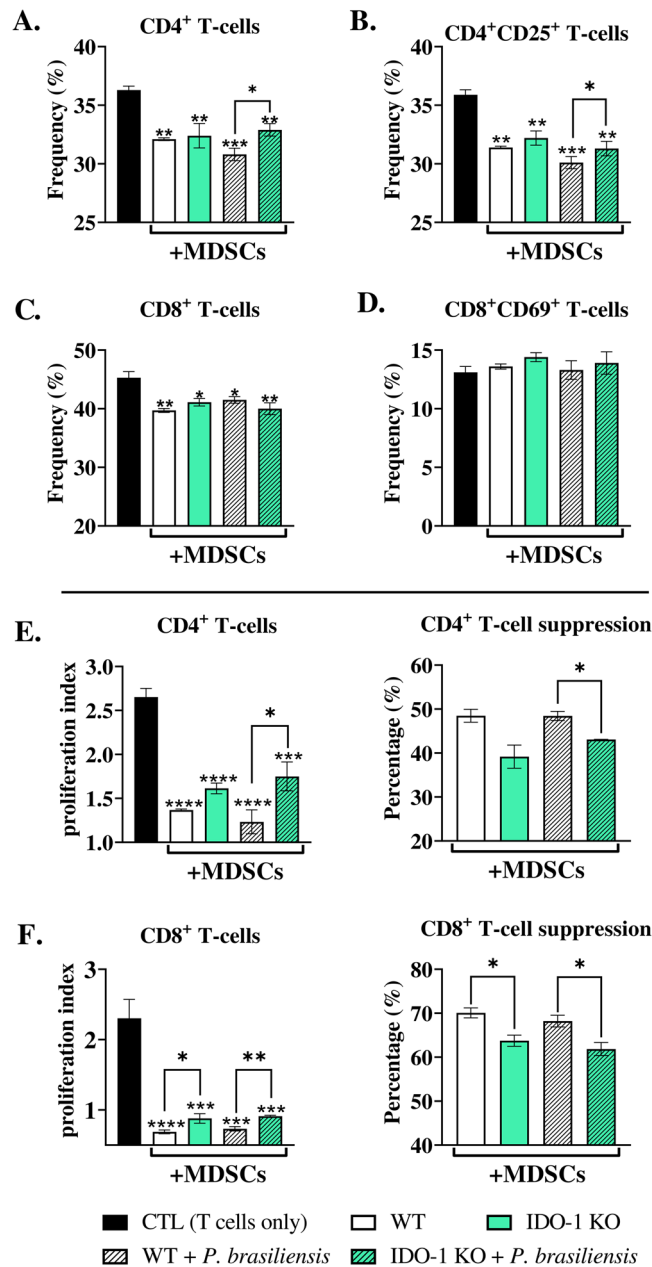 A. CD4+ T-cells
Frequency (%)
40
35
30
25
** ** *** ** *
+MDSCs
B. CD4+CD25+ T-cells
Frequency (%)
40
35
30
25
** ** *** ** *
+MDSCs
C. CD8+ T-cells
Frequency (%)
50
40
30
20
** * * **
+MDSCs
D. CD8+CD69+ T-cells
Frequency (%)
15
10
5
0
+MDSCs
E. CD4+ T-cells
proliferation index
3.0
2.5
2.0
1.5
1.0
**** **** **** *** *
+MDSCs
CD4+ T-cell suppression
Percentage (%)
60
50
40
30
20
*
+MDSCs
F. CD8+ T-cells
proliferation index
3
2
1
**** *** *** *** * **
+MDSCs
CD8+ T-cell suppression
Percentage (%)
80
70
60
50
40
* *
+MDSCs
CTL (T cells only) WT IDO-1 KO
WT + P. brasiliensis IDO-1 KO + P. brasiliensis